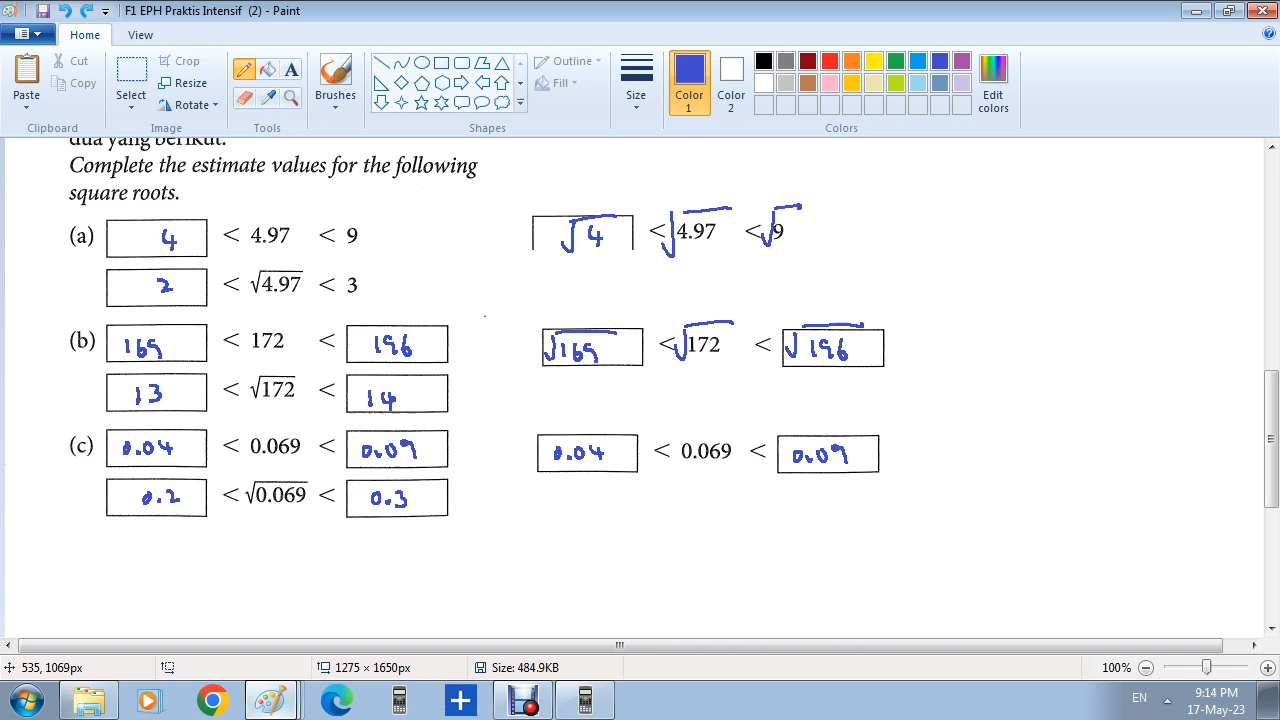 F1 EPH Praktis Intensif (2) - Paint
Home View
Paste Cut Copy Clipboard
Select Crop Resize Rotate Image
Tools
Brushes
Shapes
Outline Fill
Size
Color 1
Color 2
Edit colors
Colors
dua yang berikut.
Complete the estimate values for the following
square roots.
(a) 4 < 4.97 < 9 √4 < √4.97 < √9
2 < √4.97 < 3
(b) 169 < 172 < 196 √169 < √172 < √196
13 < √172 < 14
(c) 0.04 < 0.069 < 0.09 0.04 < 0.069 < 0.09
0.2 < √0.069 < 0.3
535, 1069px 1275 × 1650px Size: 484.9KB 100%
EN 9:14 PM
17-May-23